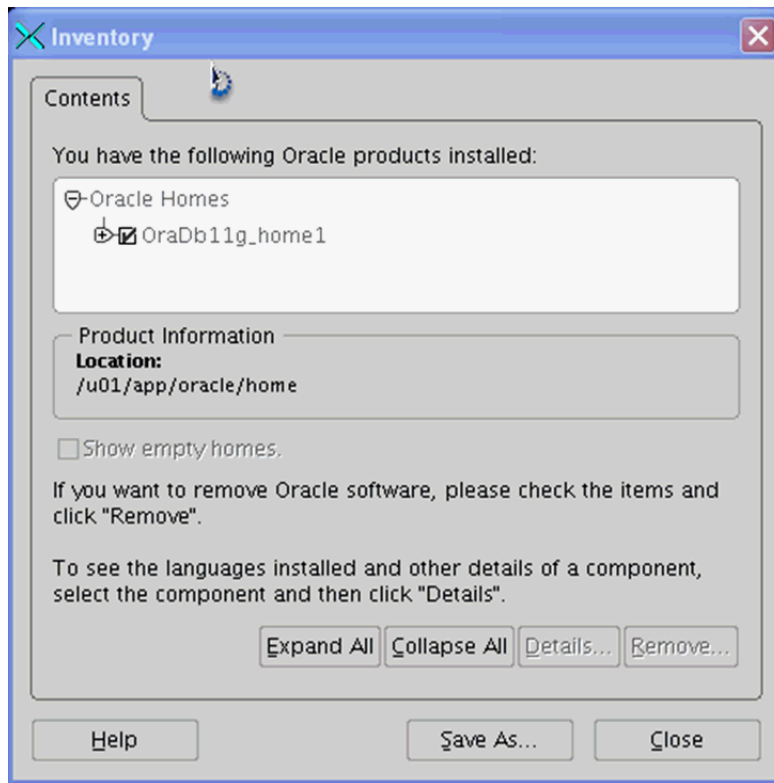 Inventory
Contents
You have the following Oracle products installed:
Oracle Homes
OraDb11g_home1
Product Information
Location:
/u01/app/oracle/home
Show empty homes.
If you want to remove Oracle software, please check the items and
click "Remove".
To see the languages installed and other details of a component,
select the component and then click "Details".
Expand All Collapse All Details... Remove...
Help Save As... Close